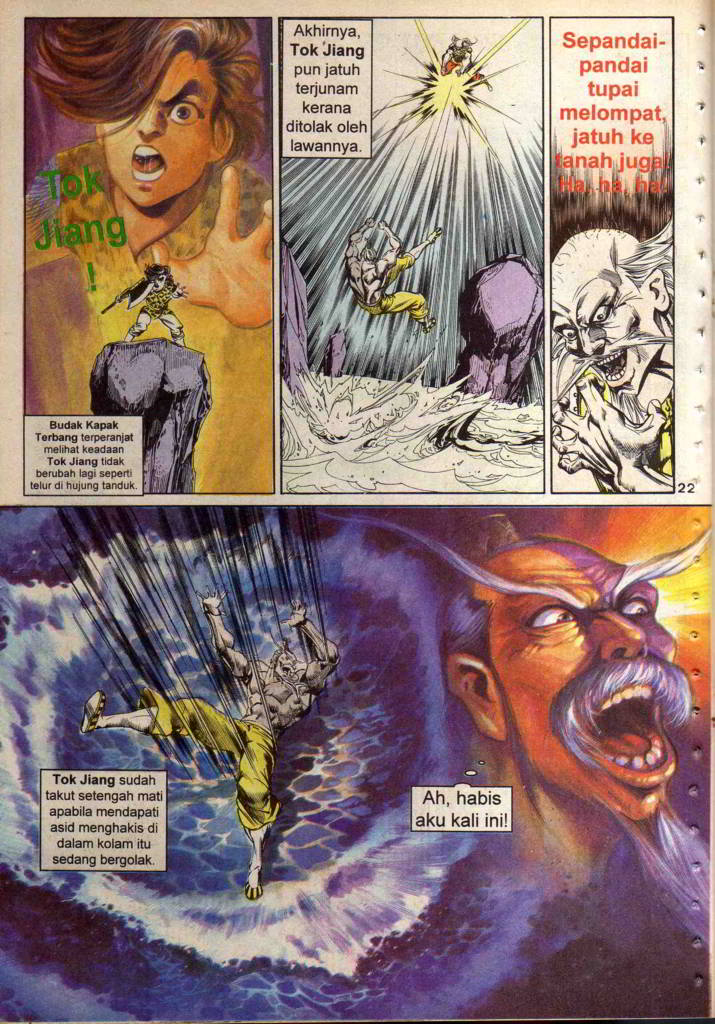 Tok
Jiang
!
Budak Kapak
Terbang terperanjat
melihat keadaan
Tok Jiang tidak
berubah lagi seperti
telur di hujung tanduk.
Akhirnya,
Tok Jiang
pun jatuh
terjunam
kerana
ditolak oleh
lawannya.
Sepandai-
pandai
tupai
melompat,
jatuh ke
tanah juga!
Ha, ha, ha!
22
Tok Jiang sudah
takut setengah mati
apabila mendapati
asid menghakis di
dalam kolam itu
sedang bergolak.
Ah, habis
aku kali ini!